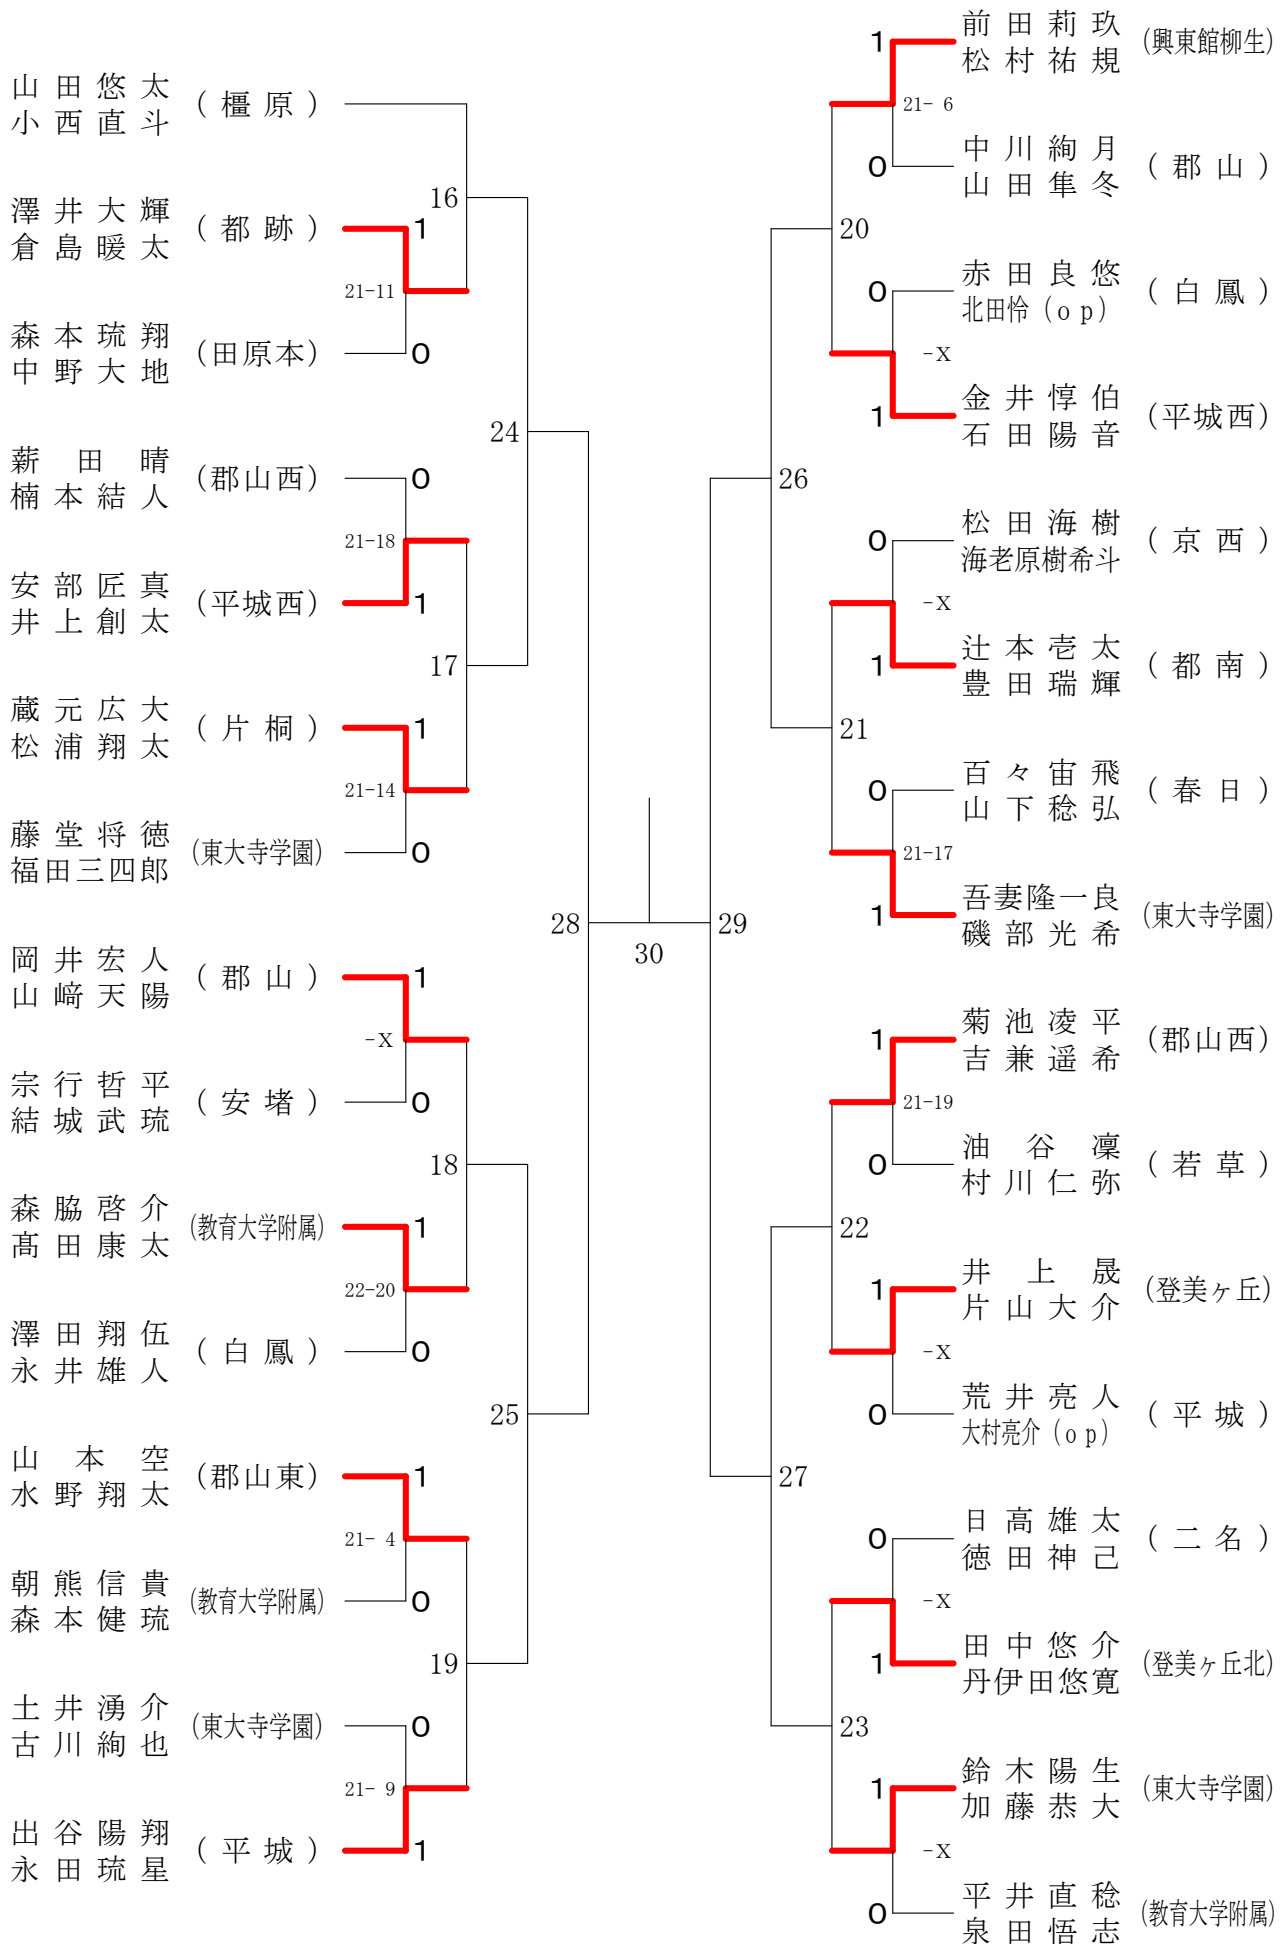 山田悠太
小西直斗
(橿原)
16
澤井大輝
倉島暖太
(都跡)
1
21-11
森本琉翔
中野大地
(田原本)
0
24
薪田晴
楠本結人
(郡山西)
0
21-18
安部匠真
井上創太
(平城西)
1
17
蔵元広大
松浦翔太
(片桐)
1
21-14
藤堂将徳
福田三四郎
(東大寺学園)
0
28
岡井宏人
山﨑天陽
(郡山)
1
-X
宗行哲平
結城武琉
(安堵)
0
18
森脇啓介
髙田康太
(教育大学附属)
1
22-20
澤田翔伍
永井雄人
(白鳳)
0
25
山本空
水野翔太
(郡山東)
1
21- 4
朝熊信貴
森本健琉
(教育大学附属)
0
19
土井湧介
古川絢也
(東大寺学園)
0
21- 9
出谷陽翔
永田琉星
(平城)
1
30
前田莉玖
松村祐規
(興東館柳生)
1
21- 6
中川絢月
山田隼冬
(郡山)
0
20
赤田良悠
北田怜(op)
(白鳳)
0
-X
金井惇伯
石田陽音
(平城西)
1
26
松田海樹
海老原樹希斗
(京西)
0
-X
辻本壱太
豊田瑞輝
(都南)
1
21
百々宙飛
山下稔弘
(春日)
0
21-17
吾妻隆一良
磯部光希
(東大寺学園)
1
29
菊池凌平
吉兼遥希
(郡山西)
1
21-19
油谷凜
村川仁弥
(若草)
0
22
井上晟
片山大介
(登美ヶ丘)
1
-X
荒井亮人
大村亮介(op)
(平城)
0
27
日高雄太
徳田神己
(二名)
0
-X
田中悠介
丹伊田悠寛
(登美ヶ丘北)
1
23
鈴木陽生
加藤恭大
(東大寺学園)
1
-X
平井直稔
泉田悟志
(教育大学附属)
0